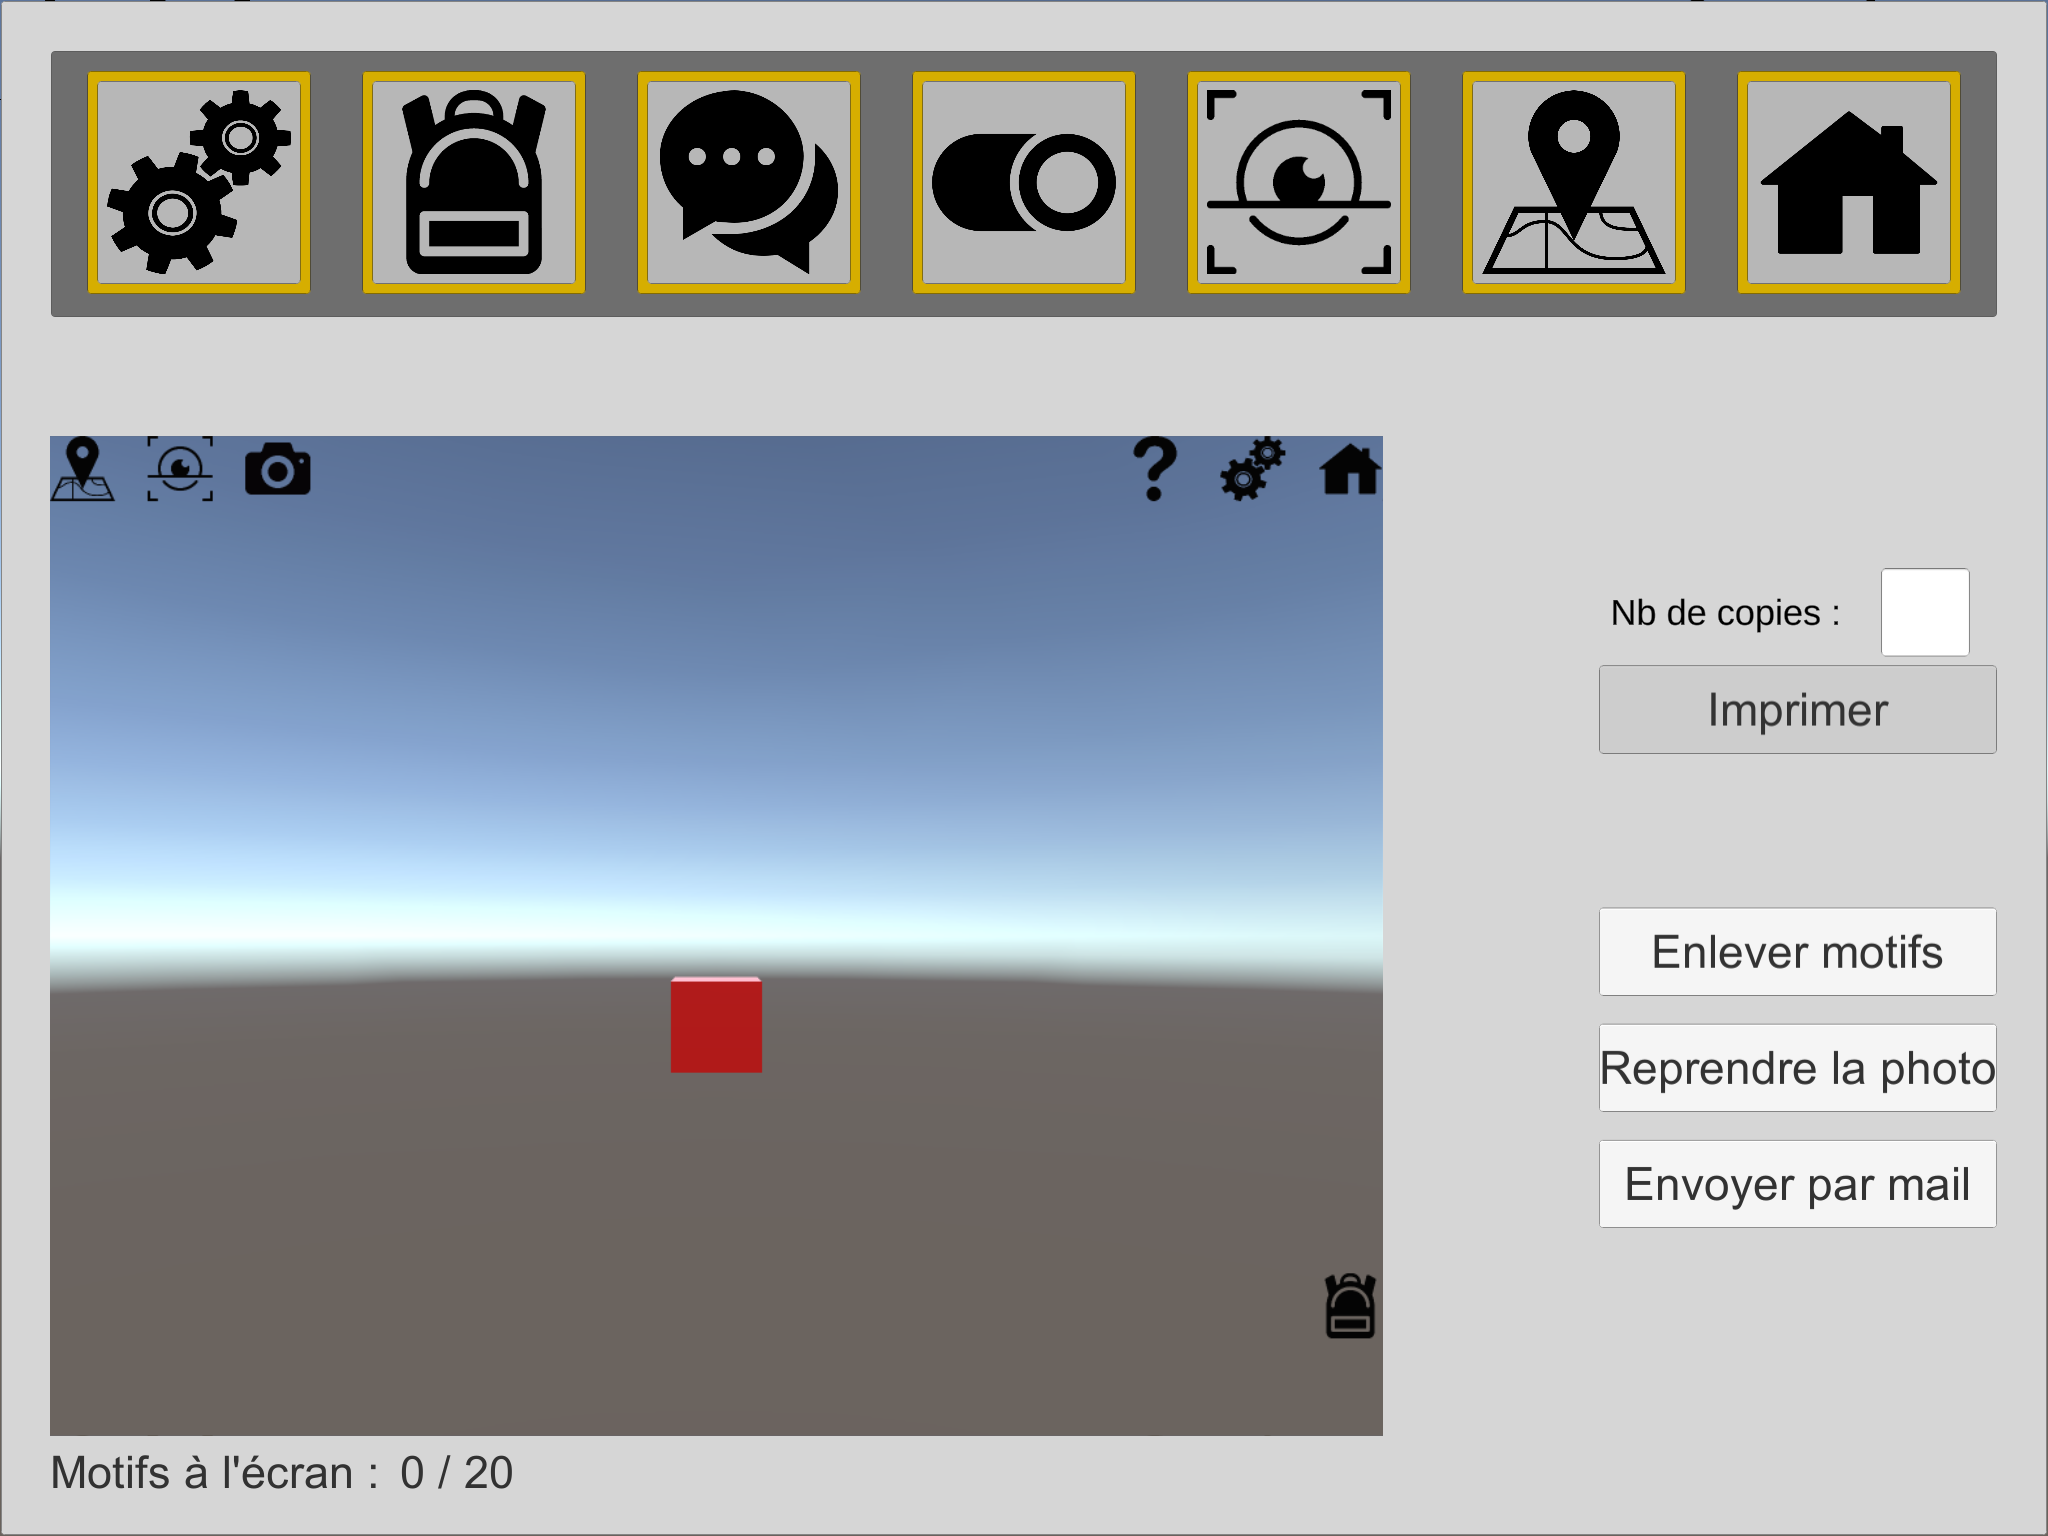 Nb de copies :
Imprimer
Enlever motifs
Reprendre la photo
Envoyer par mail
Motifs à l'écran : 0 / 20